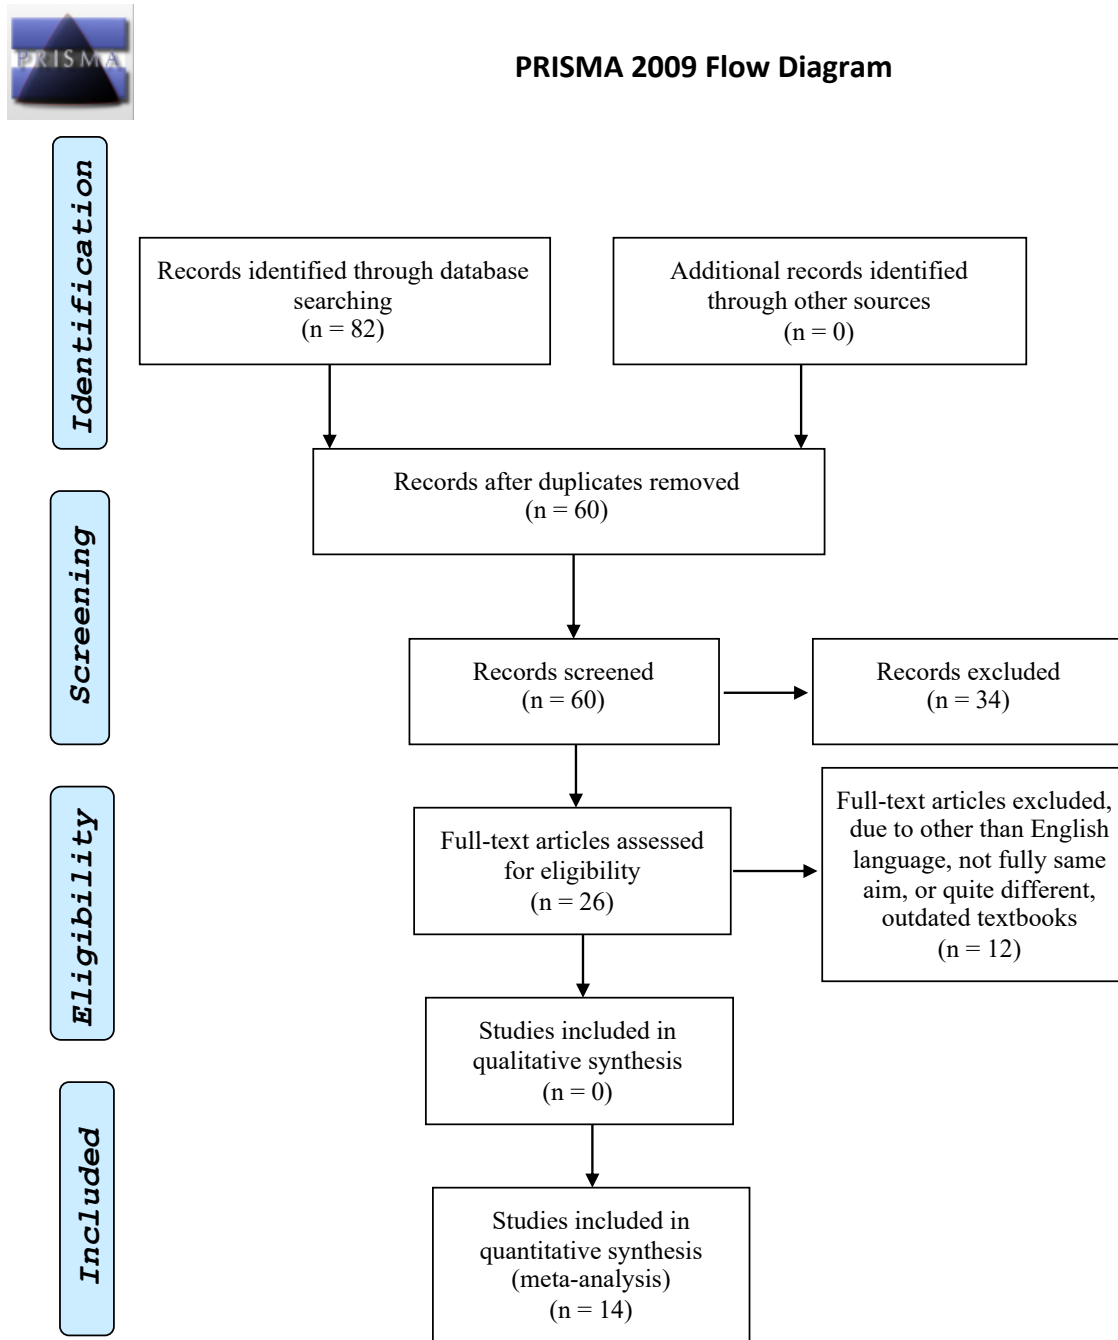 PRISMA
PRISMA 2009 Flow Diagram
Identification
Records identified through database
searching
(n = 82)
Additional records identified
through other sources
(n = 0)
Records after duplicates removed
(n = 60)
Screening
Records screened
(n = 60)
Records excluded
(n = 34)
Eligibility
Full-text articles assessed
for eligibility
(n = 26)
Full-text articles excluded,
due to other than English
language, not fully same
aim, or quite different,
outdated textbooks
(n = 12)
Studies included in
qualitative synthesis
(n = 0)
Included
Studies included in
quantitative synthesis
(meta-analysis)
(n = 14)